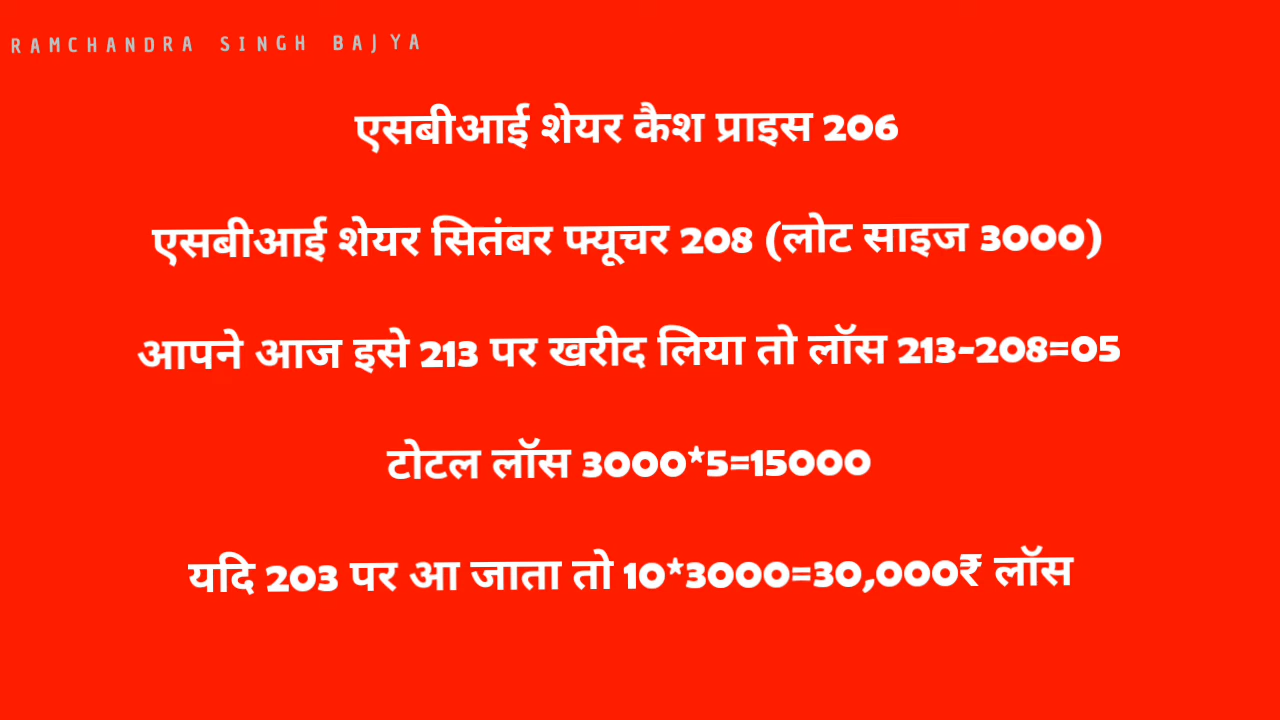 RAMCHANDRA SINGH BAJYA
एसबीआई शेयर कैश प्राइस 206
एसबीआई शेयर सितंबर फ्यूचर 208 (लोट साइज 3000)
आपने आज इसे 213 पर खरीद लिया तो लॉस 213-208=05
टोटल लॉस 3000*5=15000
यदि 203 पर आ जाता तो 10*3000=30,000₹ लॉस